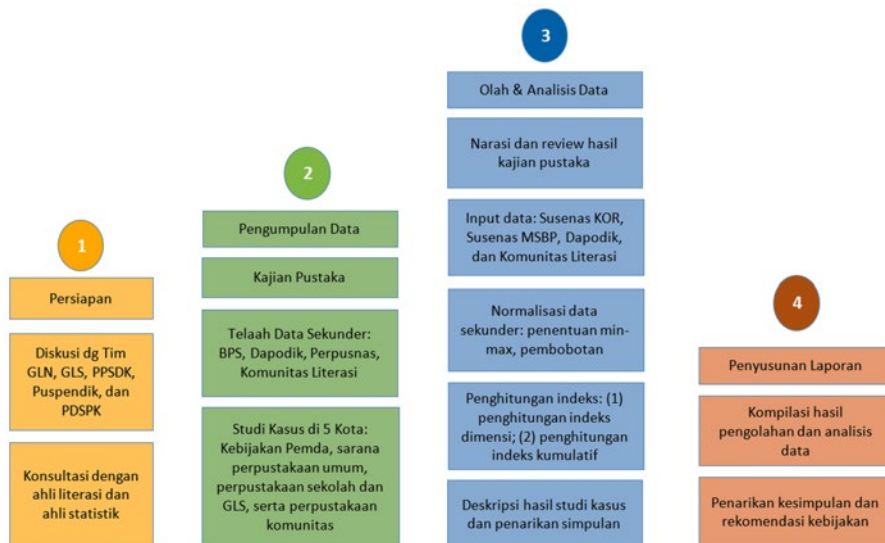 1
Persiapan
Diskusi dg Tim
GLN, GLS, PPSDK,
Puspendik, dan
PDSPK
Konsultasi dengan
ahli literasi dan
ahli statistik
2
Pengumpulan Data
Kajian Pustaka
Telaah Data Sekunder:
BPS, Dapodik, Perpusnas,
Komunitas Literasi
Studi Kasus di 5 Kota:
Kebijakan Pemda, sarana
perpustakaan umum,
perpustakaan sekolah dan
GLS, serta perpustakaan
komunitas
3
Olah & Analisis Data
Narasi dan review hasil
kajian pustaka
Input data: Susenas KOR,
Susenas MSBP, Dapodik,
dan Komunitas Literasi
Normalisasi data
sekunder: penentuan min-
max, pembobotan
Penghitungan indeks: (1)
penghitungan indeks
dimensi; (2) penghitungan
indeks kumulatif
Deskripsi hasil studi kasus
dan penarikan simpulan
4
Penyusunan Laporan
Kompilasi hasil
pengolahan dan analisis
data
Penarikan kesimpulan dan
rekomendasi kebijakan